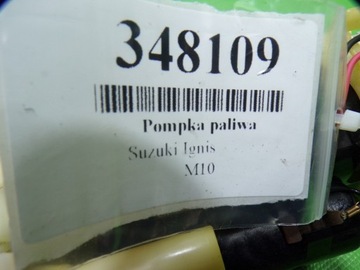 348109
Pompka paliwa
Suzuki Ignis
M10